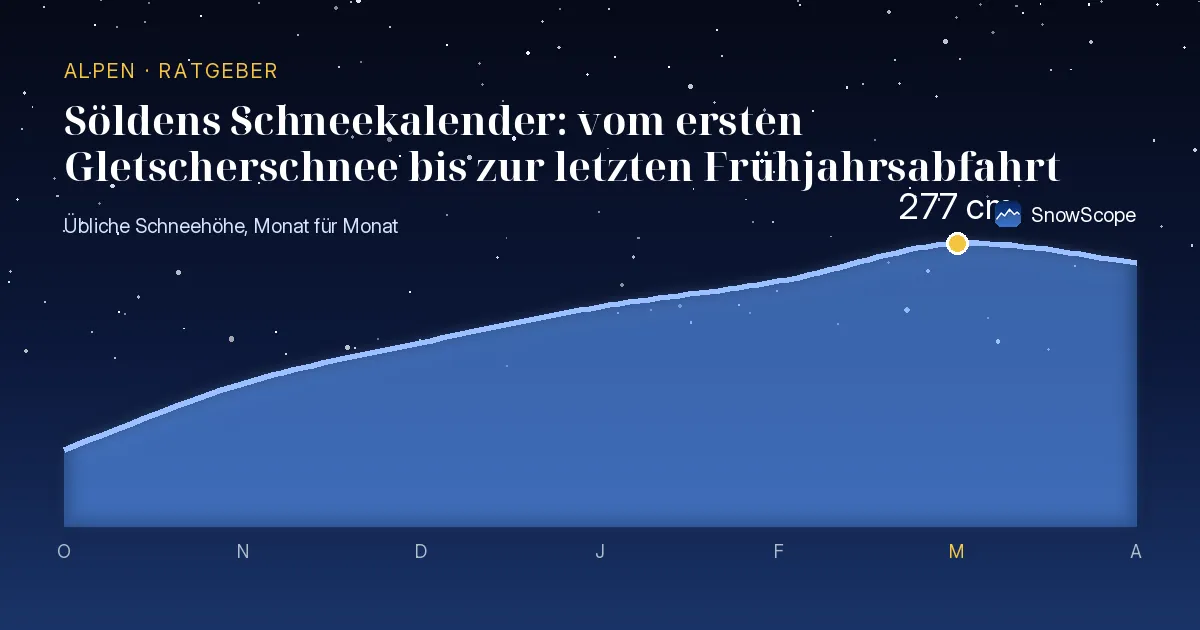 ALPEN · RATGEBER
Söldens Schneekalender: vom ersten
Gletscherschnee bis zur letzten Frühjahrsabfahrt
Übliche Schneehöhe, Monat für Monat
277 cm
SnowScope
O N D J F M A